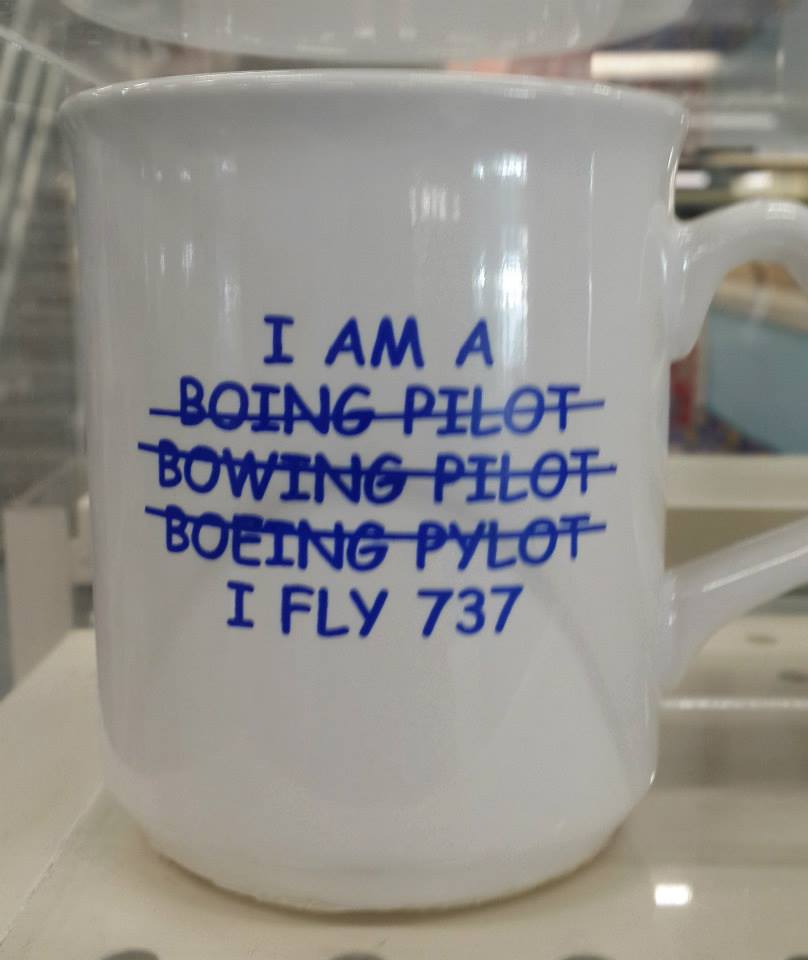 I AM A
BOING PILOT
BOWING PILOT
BOEING PYLOT
I FLY 737